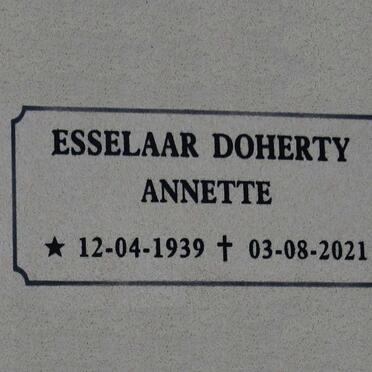 ESSELAAR DOHERTY
ANNETTE
★ 12-04-1939 ✝ 03-08-2021